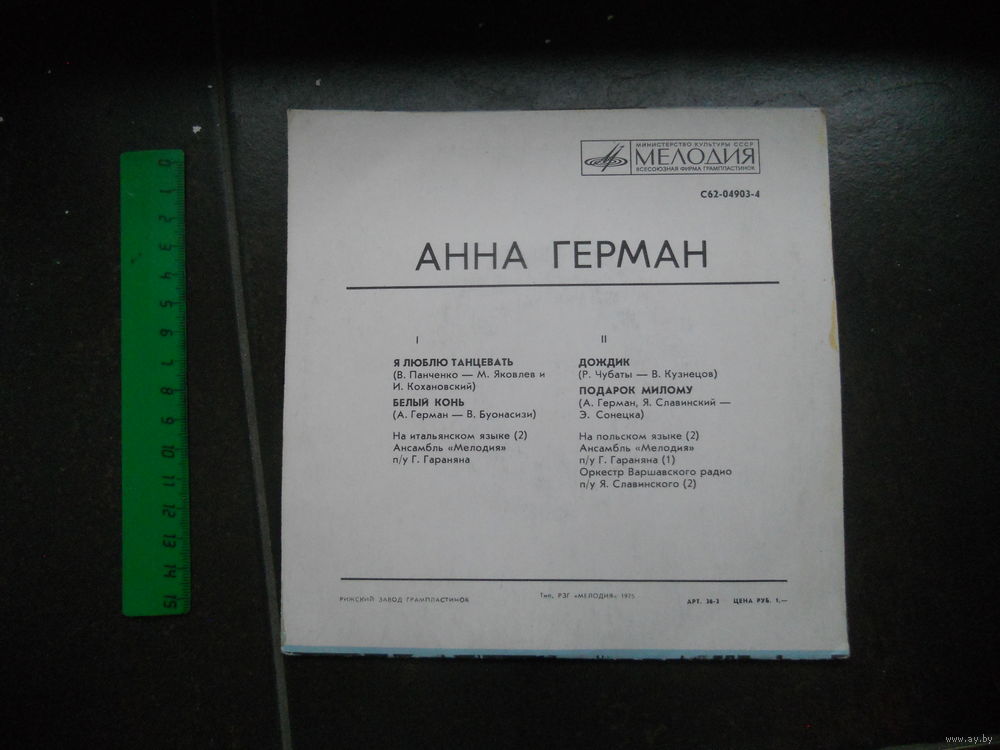 МИНИСТЕРСТВО КУЛЬТУРЫ СССР
МЕЛОДИЯ
ВСЕСОЮЗНАЯ ФИРМА ГРАМПЛАСТИНОК
С62-04903-4
АННА ГЕРМАН
I
Я ЛЮБЛЮ ТАНЦЕВАТЬ
(В. Панченко — М. Яковлев и
И. Кохановский)
БЕЛЫЙ КОНЬ
(А. Герман — В. Буонасизи)
На итальянском языке (2)
Ансамбль «Мелодия»
п/у Г. Гараняна
II
ДОЖДИК
(Р. Чубаты — В. Кузнецов)
ПОДАРОК МИЛОМУ
(А. Герман, Я. Славинский —
Э. Сонецка)
На польском языке (2)
Ансамбль «Мелодия»
п/у Г. Гараняна (1)
Оркестр Варшавского радио
п/у Я. Славинского (2)
РИЖСКИЙ ЗАВОД ГРАМПЛАСТИНОК
Тип. РЗГ «МЕЛОДИЯ» 1975
АРТ. 36-3 ЦЕНА РУБ. 1.—
0 1 2 3 4 5 6 7 8 9 10 11 12 13 14 15
www.ay.by